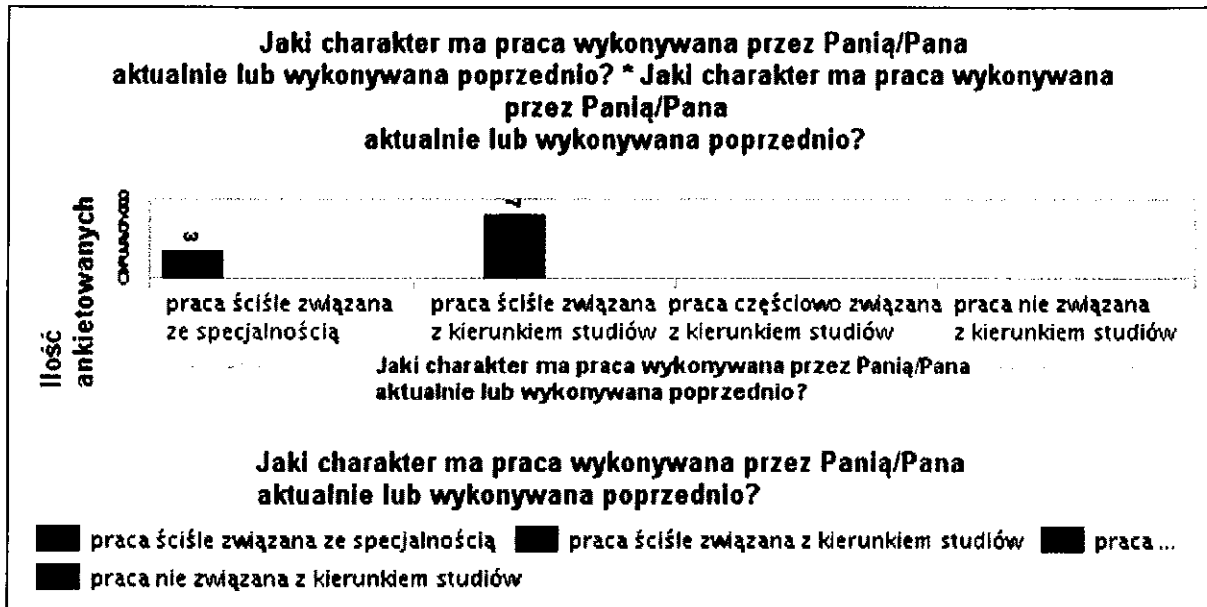 Jaki charakter ma praca wykonywana przez Panią/Pana
aktualnie lub wykonywana poprzednio? * Jaki charakter ma praca wykonywana
przez Panią/Pana
aktualnie lub wykonywana poprzednio?
Ilość
ankietowanych
3
7
praca ściśle związana
ze specjalnością
praca ściśle związana
z kierunkiem studiów
praca częściowo związana
z kierunkiem studiów
praca nie związana
z kierunkiem studiów
Jaki charakter ma praca wykonywana przez Panią/Pana
aktualnie lub wykonywana poprzednio?
Jaki charakter ma praca wykonywana przez Panią/Pana
aktualnie lub wykonywana poprzednio?
praca ściśle związana ze specjalnością praca ściśle związana z kierunkiem studiów praca ...
praca nie związana z kierunkiem studiów